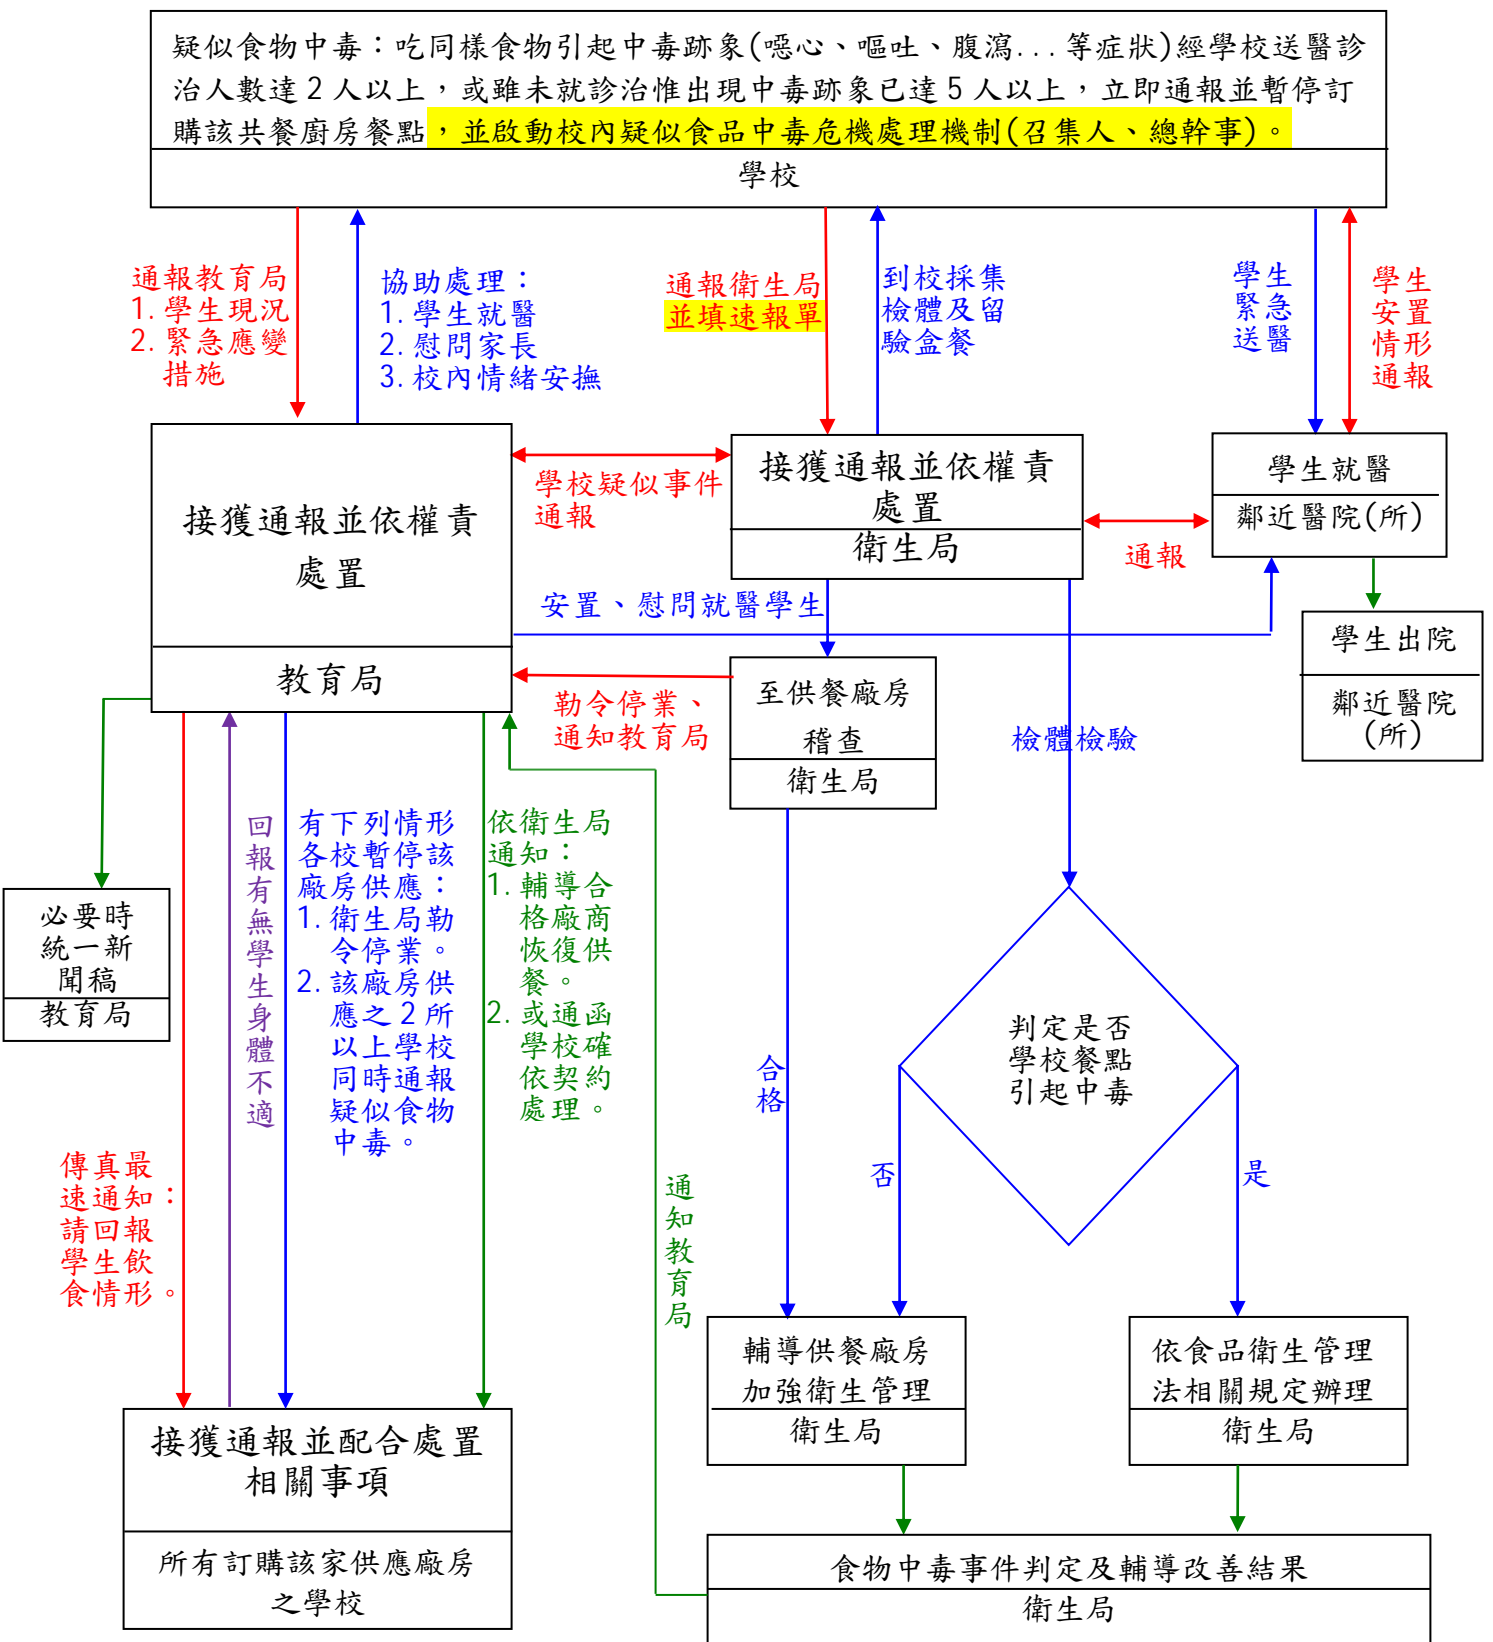 疑似食物中毒：吃同樣食物引起中毒跡象(噁心、嘔吐、腹瀉...等症狀)經學校送醫診
治人數達2人以上，或雖未就診治惟出現中毒跡象已達5人以上，立即通報並暫停訂
購該共餐廚房餐點，並啟動校內疑似食品中毒危機處理機制(召集人、總幹事)。
學校
通報教育局
1.學生現況
2.緊急應變
措施
協助處理：
1.學生就醫
2.慰問家長
3.校內情緒安撫
通報衛生局
並填速報單
到校採集
檢體及留
驗盒餐
學生
緊急
送醫
學生
安置
情形
通報
接獲通報並依權責
處置
教育局
學校疑似事件
通報
接獲通報並依權責
處置
衛生局
通報
學生就醫
鄰近醫院(所)
安置、慰問就醫學生
學生出院
鄰近醫院
(所)
勒令停業、
通知教育局
至供餐廠房
稽查
衛生局
檢體檢驗
必要時
統一新
聞稿
教育局
回報有無學生身體不適
有下列情形
各校暫停該
廠房供應：
1.衛生局勒
令停業。
2.該廠房供
應之2所
以上學校
同時通報
疑似食物
中毒。
依衛生局
通知：
1.輔導合
格廠商
恢復供
餐。
2.或通函
學校確
依契約
處理。
合格
判定是否
學校餐點
引起中毒
否
是
傳真最
速通知：
請回報
學生飲
食情形。
通知教育局
輔導供餐廠房
加強衛生管理
衛生局
依食品衛生管理
法相關規定辦理
衛生局
接獲通報並配合處置
相關事項
所有訂購該家供應廠房
之學校
食物中毒事件判定及輔導改善結果
衛生局